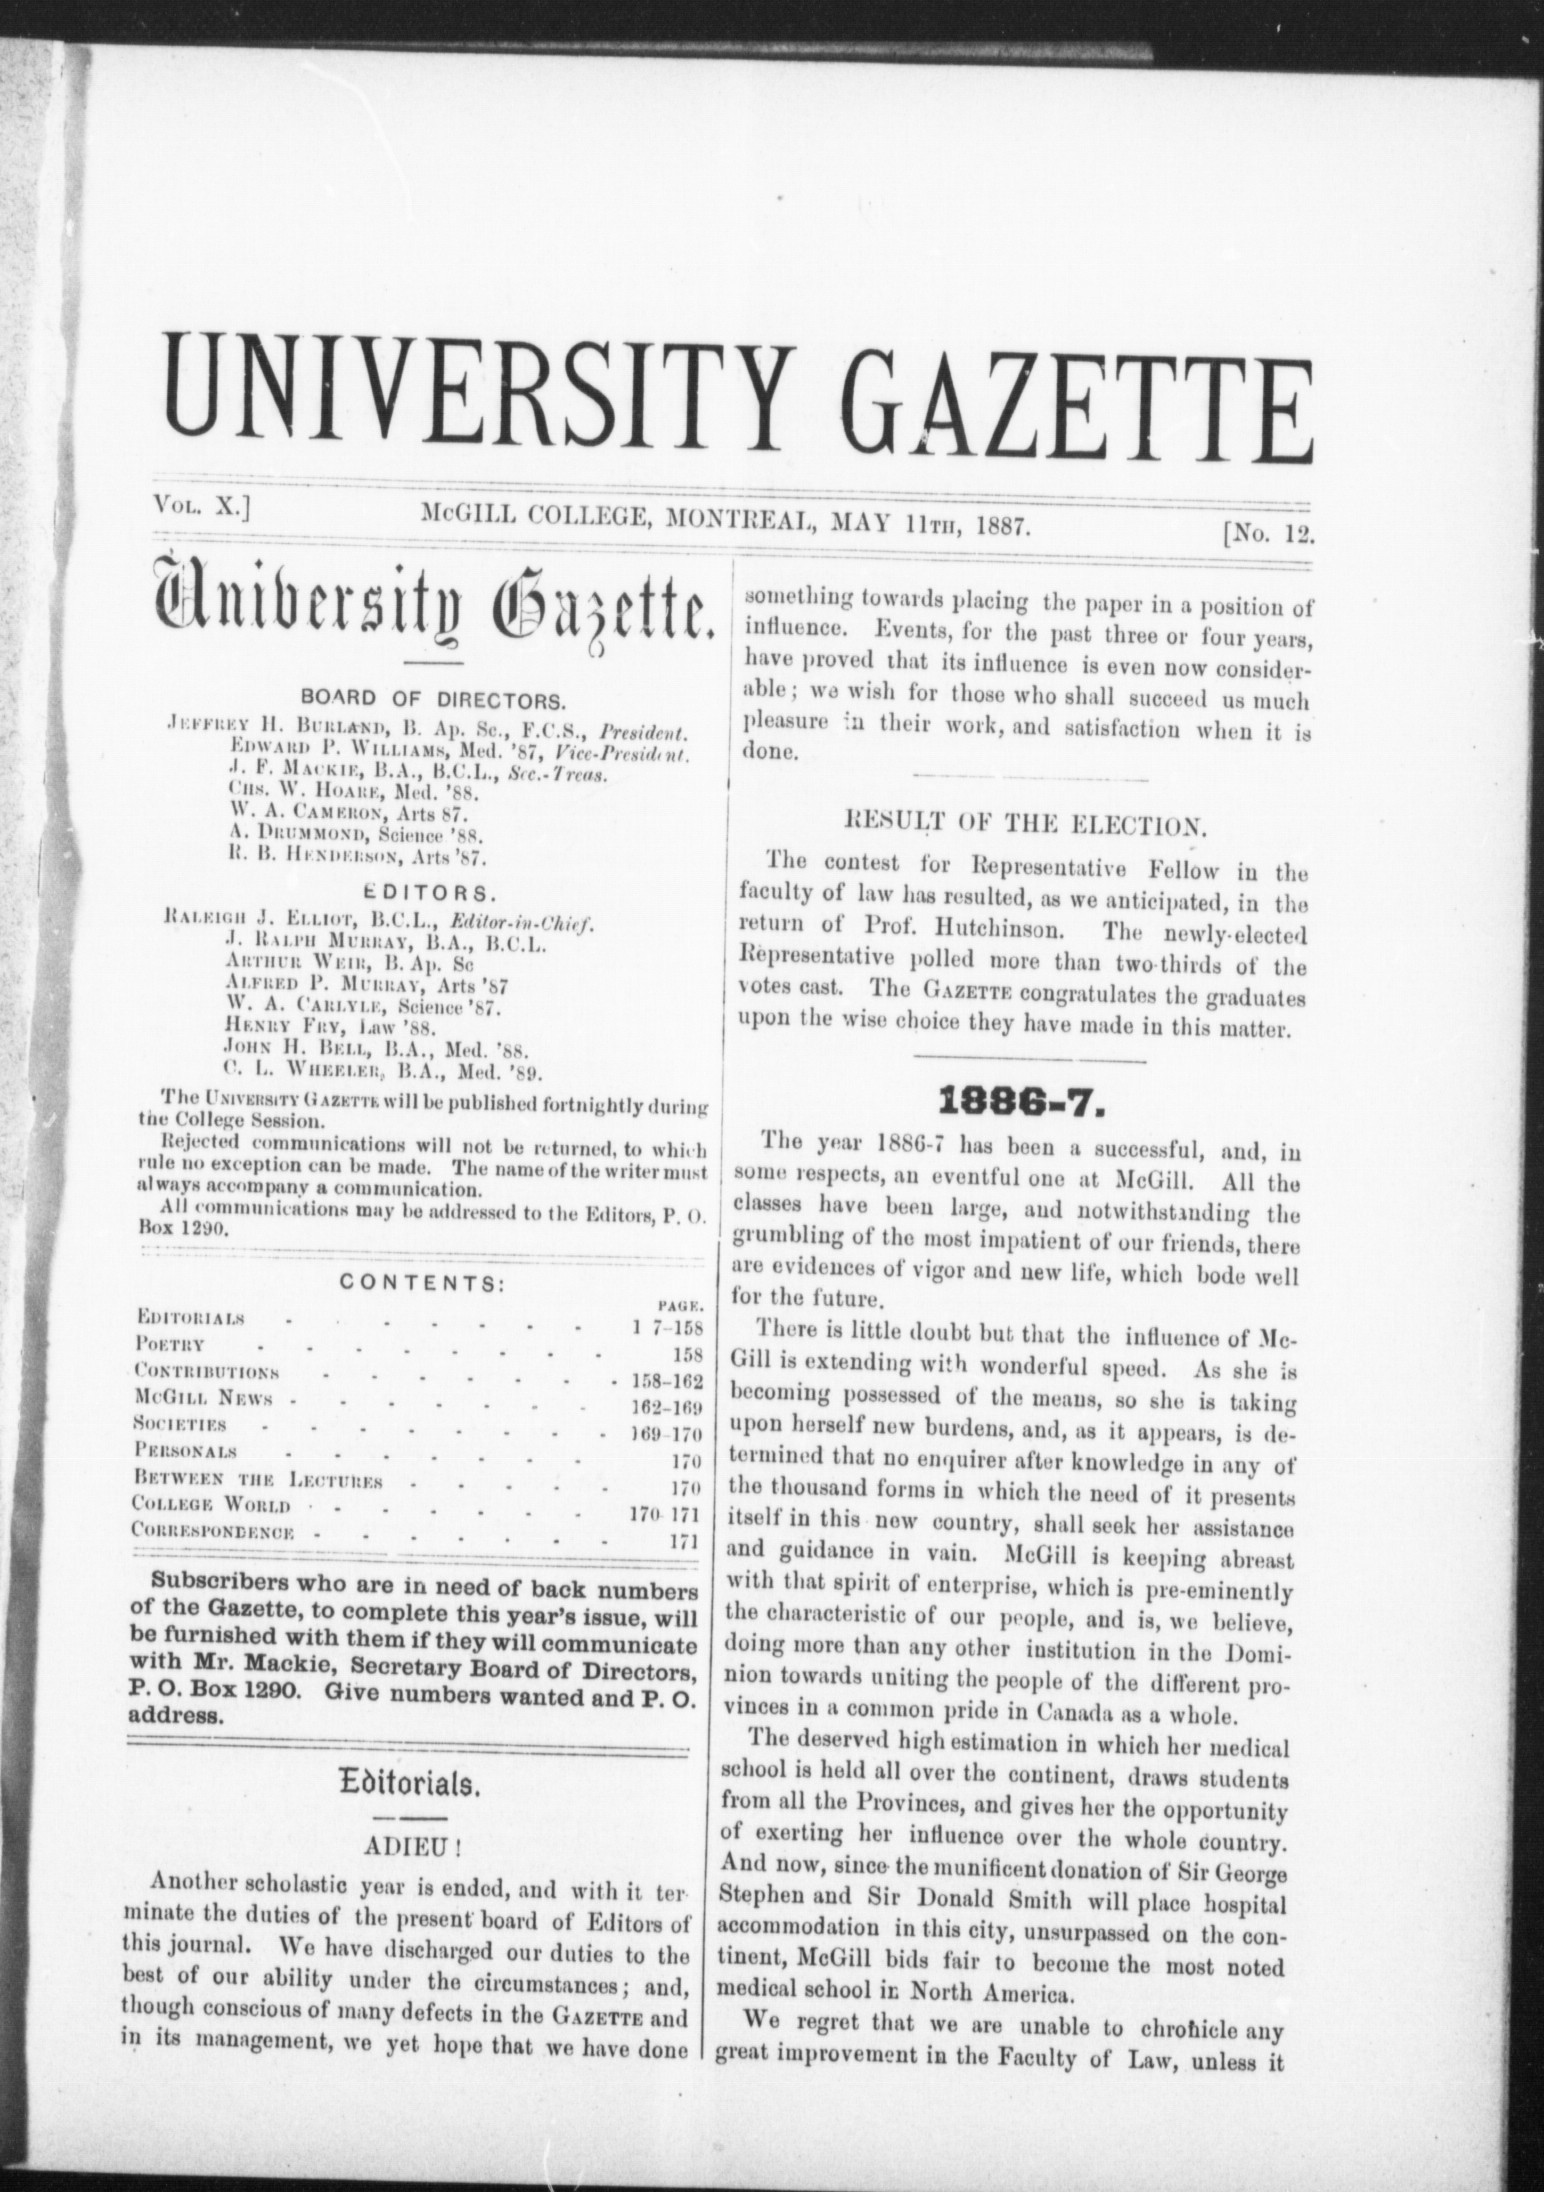 UNIVERSITY GAZETTE
VOL. X.]
McGILL COLLEGE, MONTREAL, MAY 11TH, 1887.
[No. 12.
University Gazette.
BOARD OF DIRECTORS.
JEFFREY H. BURLAND, B. Ap. Sc., F.C.S., President.
EDWARD P. WILLIAMS, Med. '87, Vice-President.
J. F. MACKIE, B.A., B.C.L., Sec.-Treas.
CHS. W. HOARE, Med. '88.
W. A. CAMERON, Arts 87.
A. DRUMMOND, Science '88.
R. B. HENDERSON, Arts '87.
EDITORS.
RALEIGH J. ELLIOT, B.C.L., Editor-in-Chief.
J. RALPH MURRAY, B.A., B.C.L.
ARTHUR WEIR, B. Ap. Sc
ALFRED P. MURRAY, Arts '87
W. A. CARLYLE, Science '87.
HENRY FRY, Law '88.
JOHN H. BELL, B.A., Med. '88.
C. L. WHEELER, B.A., Med. '89.
The UNIVERSITY GAZETTE will be published fortnightly during
the College Session.
Rejected communications will not be returned, to which
rule no exception can be made. The name of the writer must
always accompany a communication.
All communications may be addressed to the Editors, P. O.
Box 1290.
CONTENTS:
PAGE.
EDITORIALS - - - - - - 1 7-158
POETRY - - - - - - - - 158
CONTRIBUTIONS - - - - - - - 158-162
McGILL NEWS - - - - - - - 162-169
SOCIETIES - - - - - - - - 169-170
PERSONALS - - - - - - - 170
BETWEEN THE LECTURES - - - - - 170
COLLEGE WORLD - - - - - - 170-171
CORRESPONDENCE - - - - - - - 171
Subscribers who are in need of back numbers
of the Gazette, to complete this year's issue, will
be furnished with them if they will communicate
with Mr. Mackie, Secretary Board of Directors,
P. O. Box 1290. Give numbers wanted and P. O.
address.
Editorials.
ADIEU!
Another scholastic year is ended, and with it ter-
minate the duties of the present board of Editors of
this journal. We have discharged our duties to the
best of our ability under the circumstances; and,
though conscious of many defects in the GAZETTE and
in its management, we yet hope that we have done
something towards placing the paper in a position of
influence. Events, for the past three or four years,
have proved that its influence is even now consider-
able; we wish for those who shall succeed us much
pleasure in their work, and satisfaction when it is
done.
RESULT OF THE ELECTION.
The contest for Representative Fellow in the
faculty of law has resulted, as we anticipated, in the
return of Prof. Hutchinson. The newly-elected
Representative polled more than two-thirds of the
votes cast. The GAZETTE congratulates the graduates
upon the wise choice they have made in this matter.
1886-7.
The year 1886-7 has been a successful, and, in
some respects, an eventful one at McGill. All the
classes have been large, and notwithstanding the
grumbling of the most impatient of our friends, there
are evidences of vigor and new life, which bode well
for the future.
There is little doubt but that the influence of Mc-
Gill is extending with wonderful speed. As she is
becoming possessed of the means, so she is taking
upon herself new burdens, and, as it appears, is de-
termined that no enquirer after knowledge in any of
the thousand forms in which the need of it presents
itself in this new country, shall seek her assistance
and guidance in vain. McGill is keeping abreast
with that spirit of enterprise, which is pre-eminently
the characteristic of our people, and is, we believe,
doing more than any other institution in the Domi-
nion towards uniting the people of the different pro-
vinces in a common pride in Canada as a whole.
The deserved high estimation in which her medical
school is held all over the continent, draws students
from all the Provinces, and gives her the opportunity
of exerting her influence over the whole country.
And now, since the munificent donation of Sir George
Stephen and Sir Donald Smith will place hospital
accommodation in this city, unsurpassed on the con-
tinent, McGill bids fair to become the most noted
medical school in North America.
We regret that we are unable to chronicle any
great improvement in the Faculty of Law, unless it